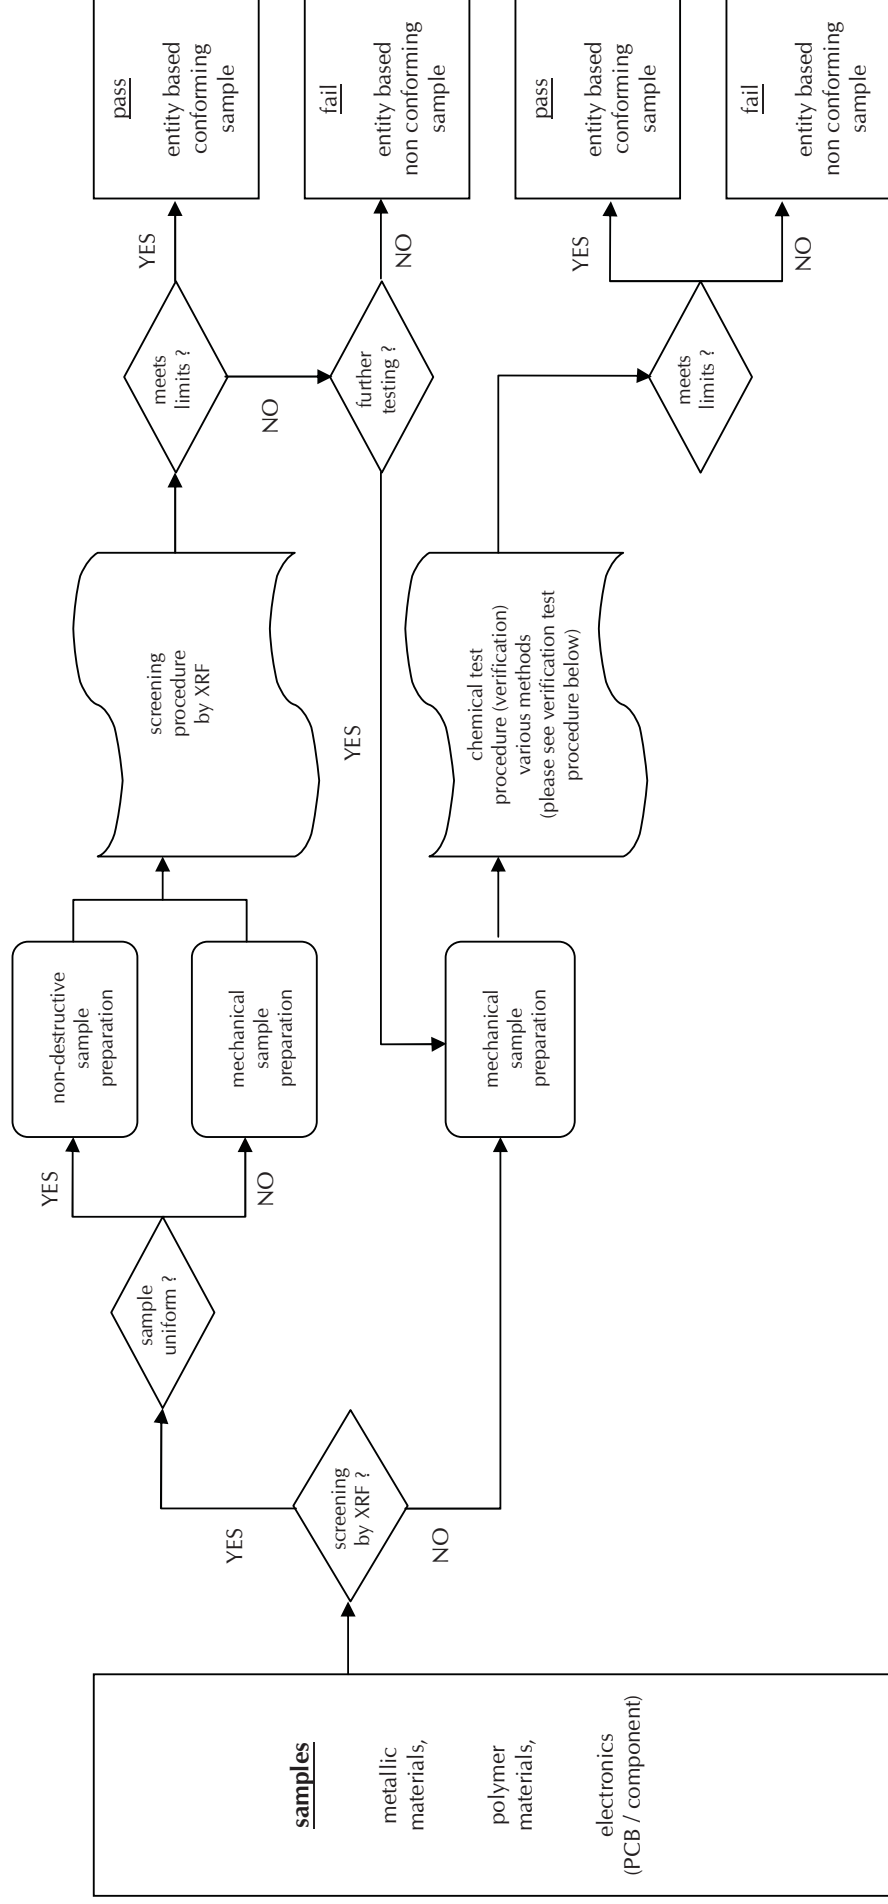 samples
metallic
materials,
polymer
materials,
electronics
(PCB / component)
screening
by XRF ?
YES
NO
sample
uniform ?
YES
NO
non-destructive
sample
preparation
mechanical
sample
preparation
mechanical
sample
preparation
screening
procedure
by XRF
YES
chemical test
procedure (verification)
various methods
(please see verification test
procedure below)
meets
limits ?
YES
NO
further
testing ?
NO
meets
limits ?
YES
NO
pass
entity based
conforming
sample
fail
entity based
non conforming
sample
pass
entity based
conforming
sample
fail
entity based
non conforming
sample